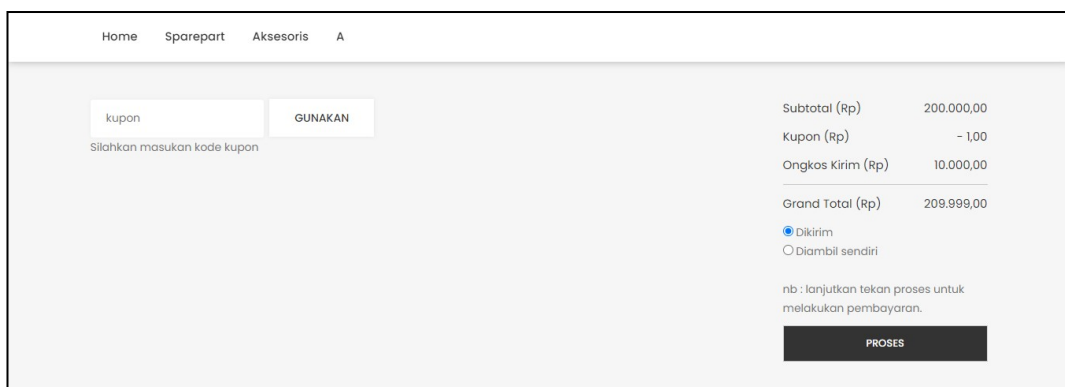 Home Sparepart Aksesoris A
kupon GUNAKAN
Silahkan masukan kode kupon
Subtotal (Rp) 200.000,00
Kupon (Rp) - 1,00
Ongkos Kirim (Rp) 10.000,00
Grand Total (Rp) 209.999,00
Dikirim
Diambil sendiri
nb : lanjutkan tekan proses untuk
melakukan pembayaran.
PROSES